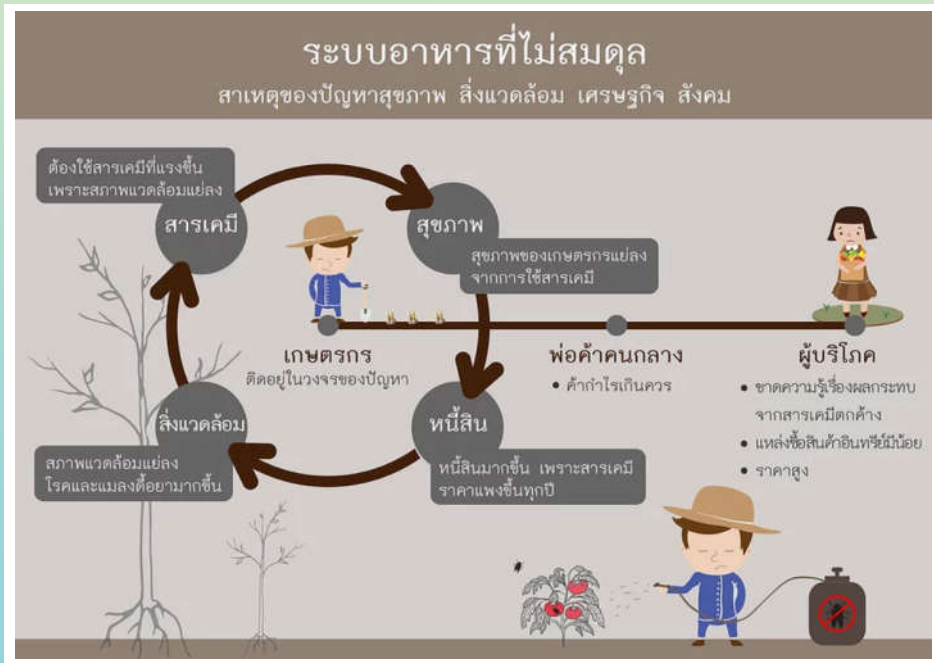 ระบบอาหารที่ไม่สมดุล
สาเหตุของปัญหาสุขภาพ สิ่งแวดล้อม เศรษฐกิจ สังคม
ต้องใช้สารเคมีที่แรงขึ้น
เพราะสภาพแวดล้อมแย่ลง
สารเคมี
สุขภาพ
สุขภาพของเกษตรกรแย่ลง
จากการใช้สารเคมี
เกษตรกร
ติดอยู่ในวงจรของปัญหา
พ่อค้าคนกลาง
• ค้ากำไรเกินควร
ผู้บริโภค
• ขาดความรู้เรื่องผลกระทบ
จากสารเคมีตกค้าง
• แหล่งซื้อสินค้าอินทรีย์มีน้อย
• ราคาสูง
สิ่งแวดล้อม
สภาพแวดล้อมแย่ลง
โรคและแมลงดื้อยามากขึ้น
หนี้สิน
หนี้สินมากขึ้น เพราะสารเคมี
ราคาแพงขึ้นทุกปี